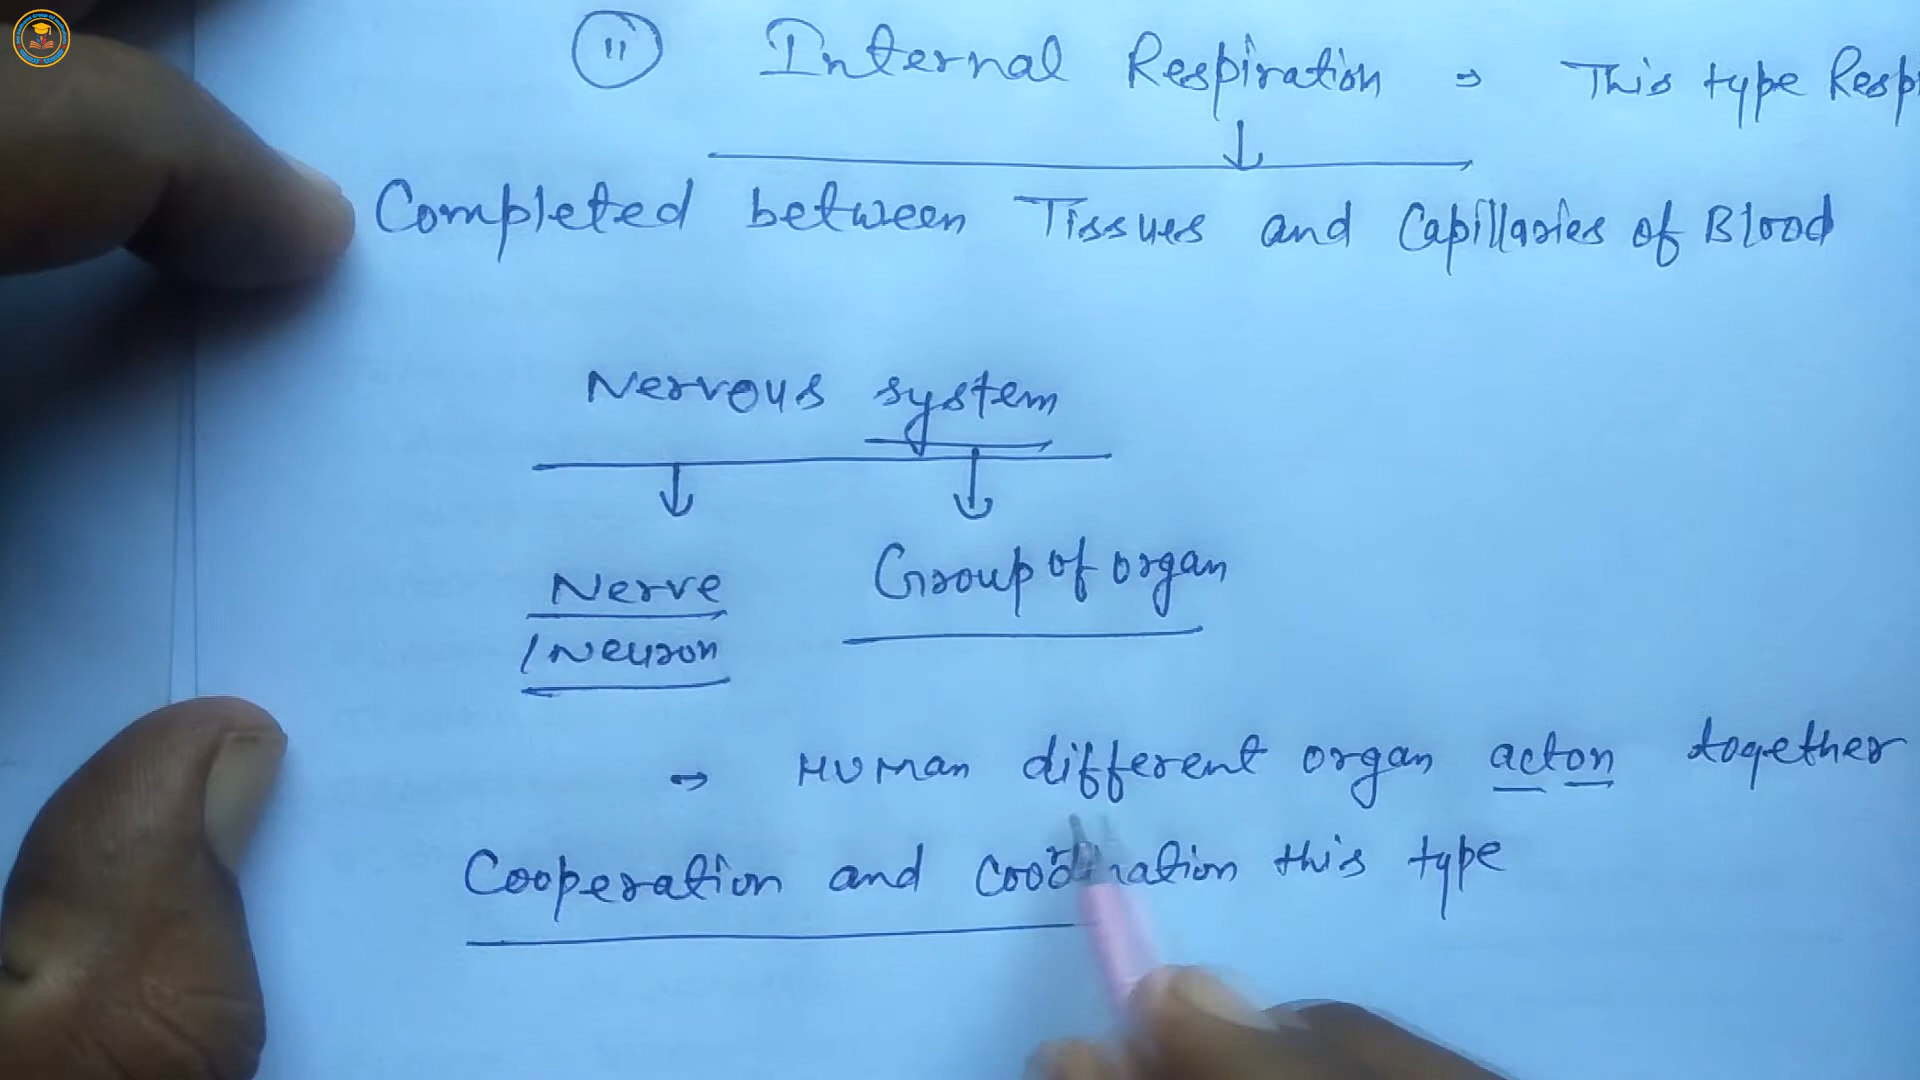 (ii) Internal Respiration → This type Resp
Completed between Tissues and Capillaries of Blood
Nervous system
Nerve Group of organ
/Neuron
→ Human different organ acton together
Cooperation and this type